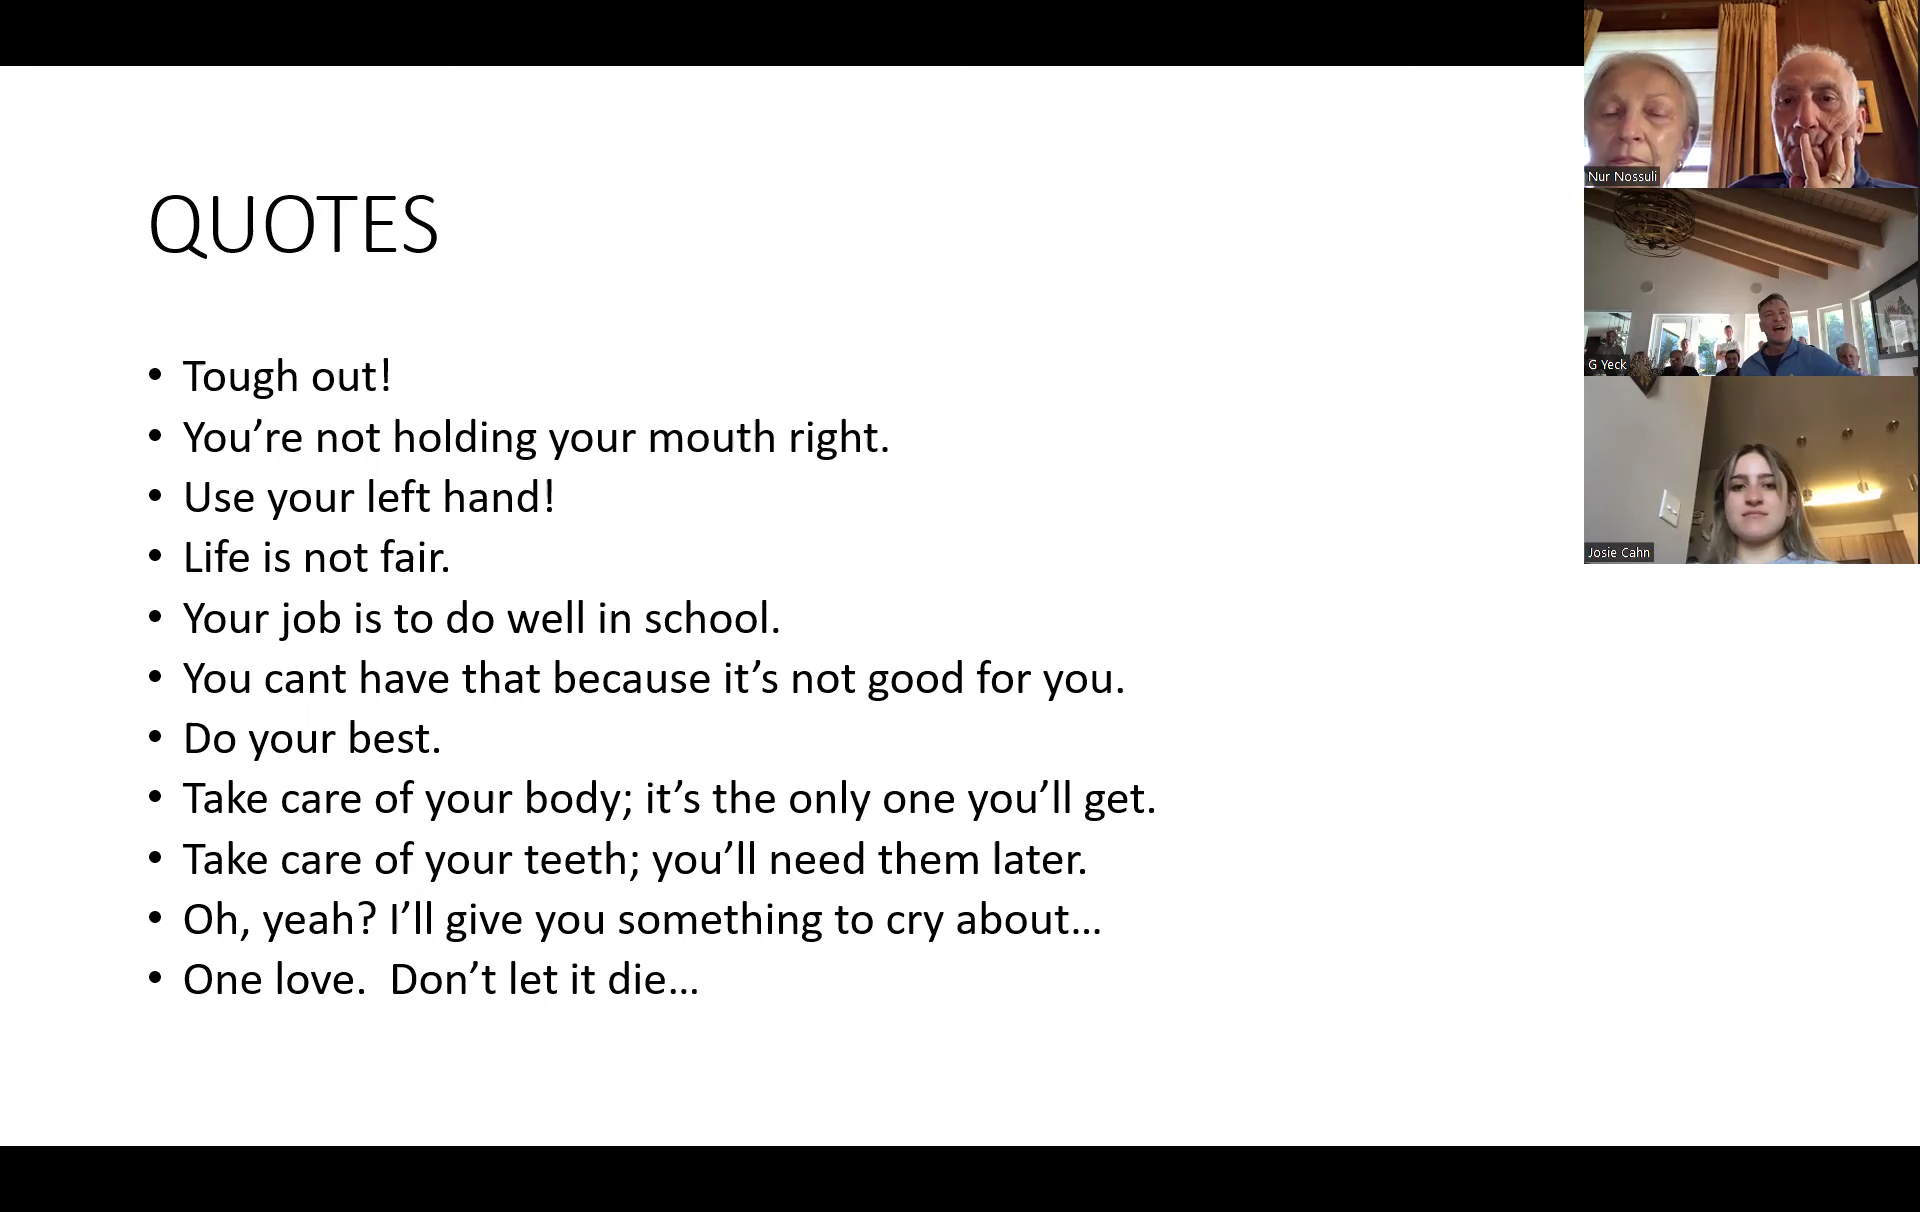 QUOTES
• Tough out!
• You’re not holding your mouth right.
• Use your left hand!
• Life is not fair.
• Your job is to do well in school.
• You cant have that because it’s not good for you.
• Do your best.
• Take care of your body; it’s the only one you’ll get.
• Take care of your teeth; you’ll need them later.
• Oh, yeah? I’ll give you something to cry about…
• One love.  Don’t let it die…
Nur Nossuli
G Yeck
Josie Cahn